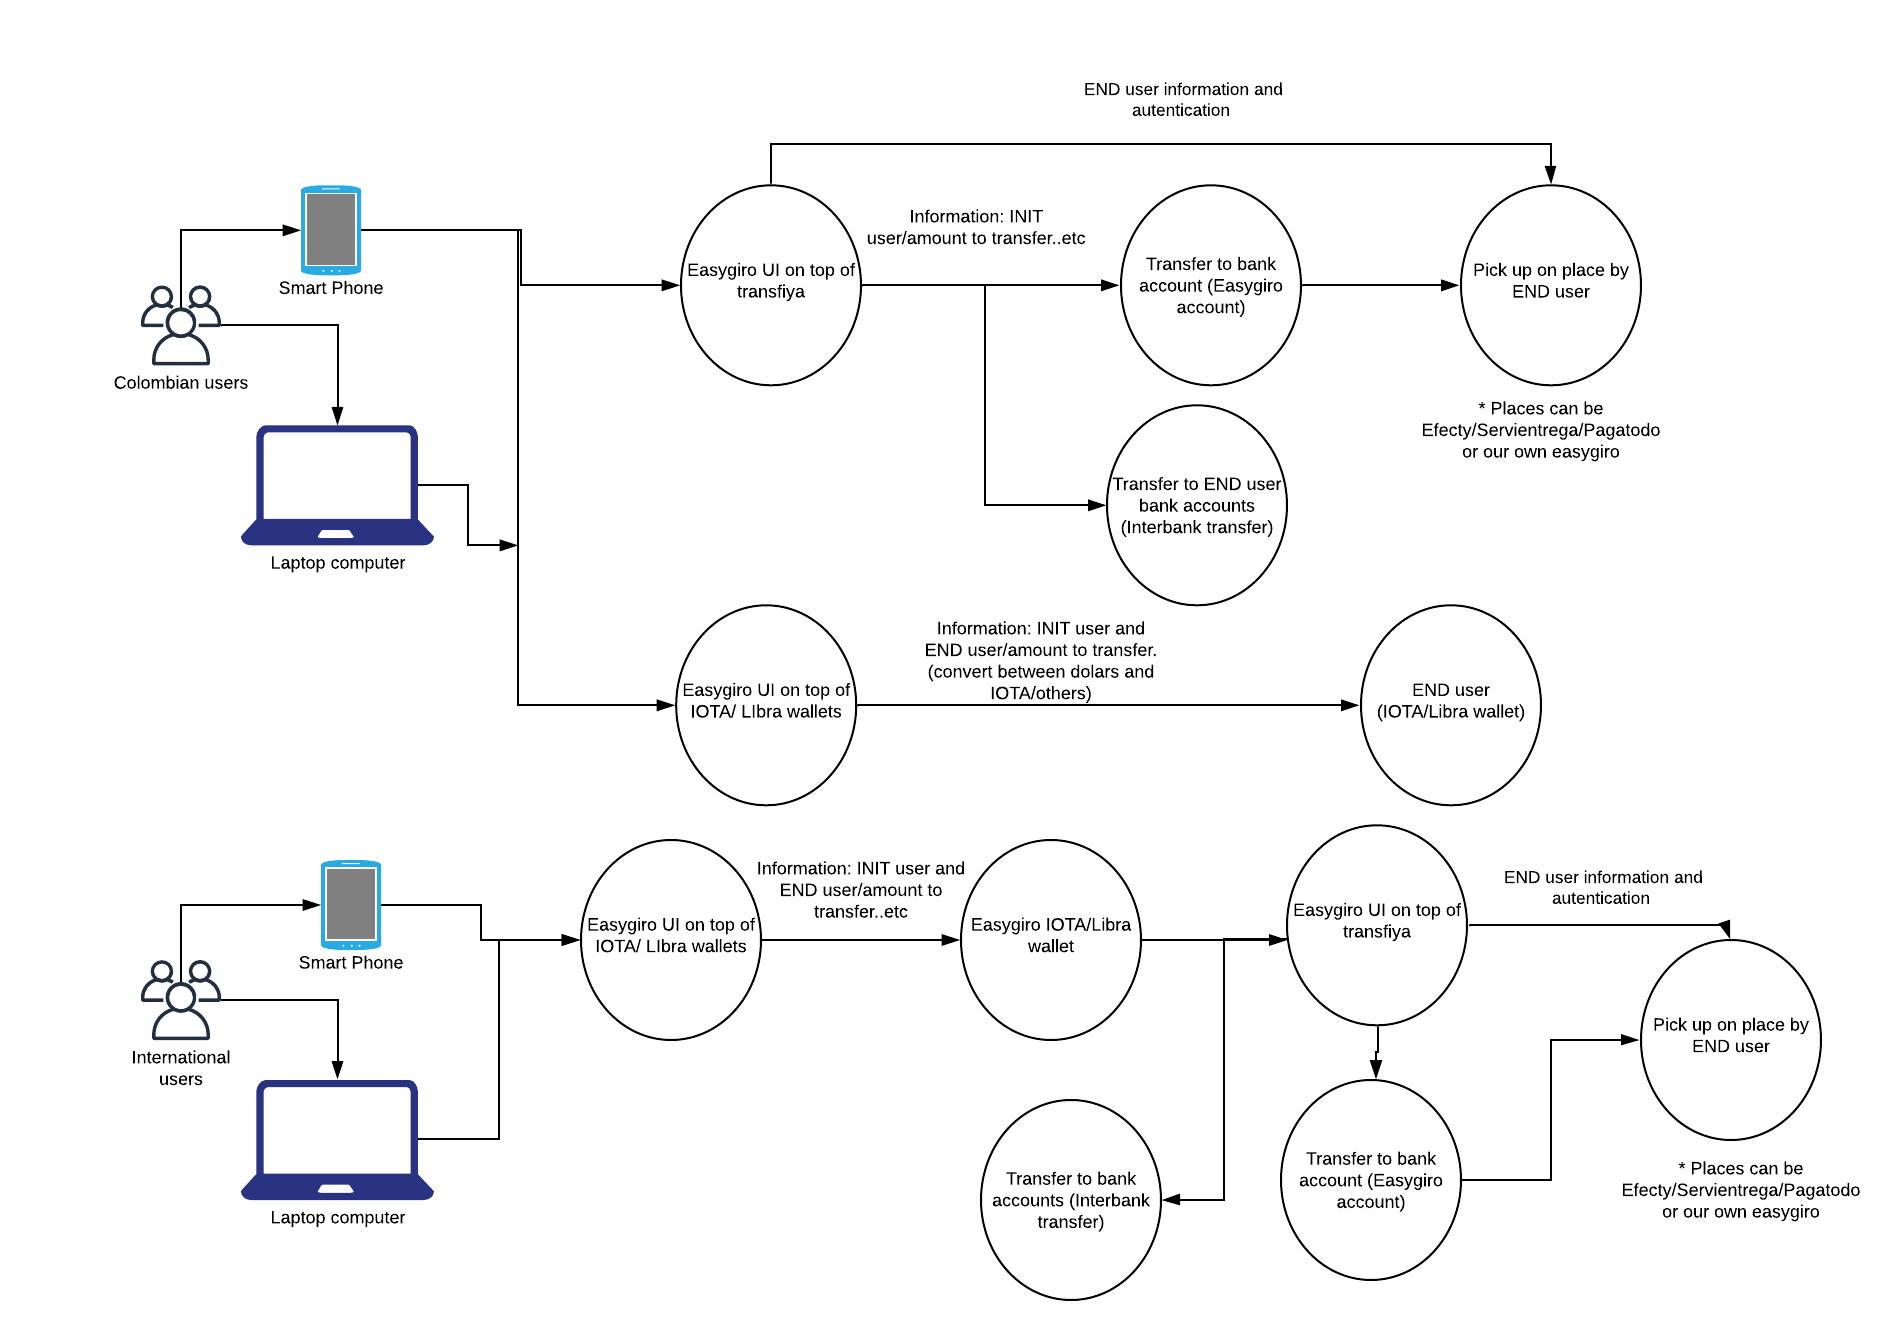 END user information and
autentication
Information: INIT
user/amount to transfer..etc
Smart Phone
Easygiro UI on top of
transfiya
Transfer to bank
account (Easygiro
account)
Pick up on place by
END user
Colombian users
* Places can be
Efecty/Servientrega/Pagatodo
or our own easygiro
Transfer to END user
bank accounts
(Interbank transfer)
Laptop computer
Information: INIT user and
END user/amount to transfer.
(convert between dolars and
IOTA/others)
Easygiro UI on top of
IOTA/ LIbra wallets
END user
(IOTA/Libra wallet)
Information: INIT user and
END user/amount to
transfer..etc
END user information and
autentication
Smart Phone
Easygiro UI on top of
IOTA/ LIbra wallets
Easygiro IOTA/Libra
wallet
Easygiro UI on top of
transfiya
International
users
Pick up on place by
END user
Transfer to bank
accounts (Interbank
transfer)
Transfer to bank
account (Easygiro
account)
* Places can be
Efecty/Servientrega/Pagatodo
or our own easygiro
Laptop computer